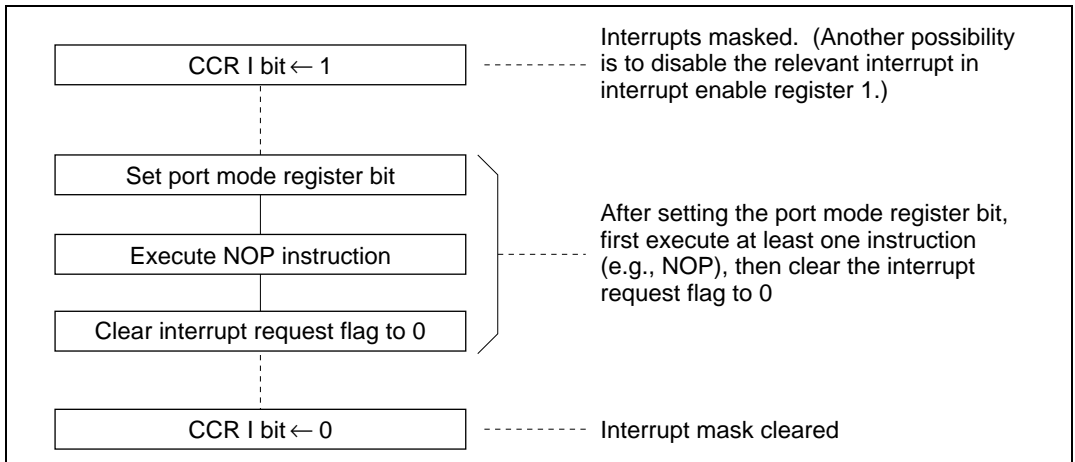 CCR I bit ← 1
Interrupts masked. (Another possibility
is to disable the relevant interrupt in
interrupt enable register 1.)
Set port mode register bit
Execute NOP instruction
Clear interrupt request flag to 0
After setting the port mode register bit,
first execute at least one instruction
(e.g., NOP), then clear the interrupt
request flag to 0
CCR I bit ← 0
Interrupt mask cleared